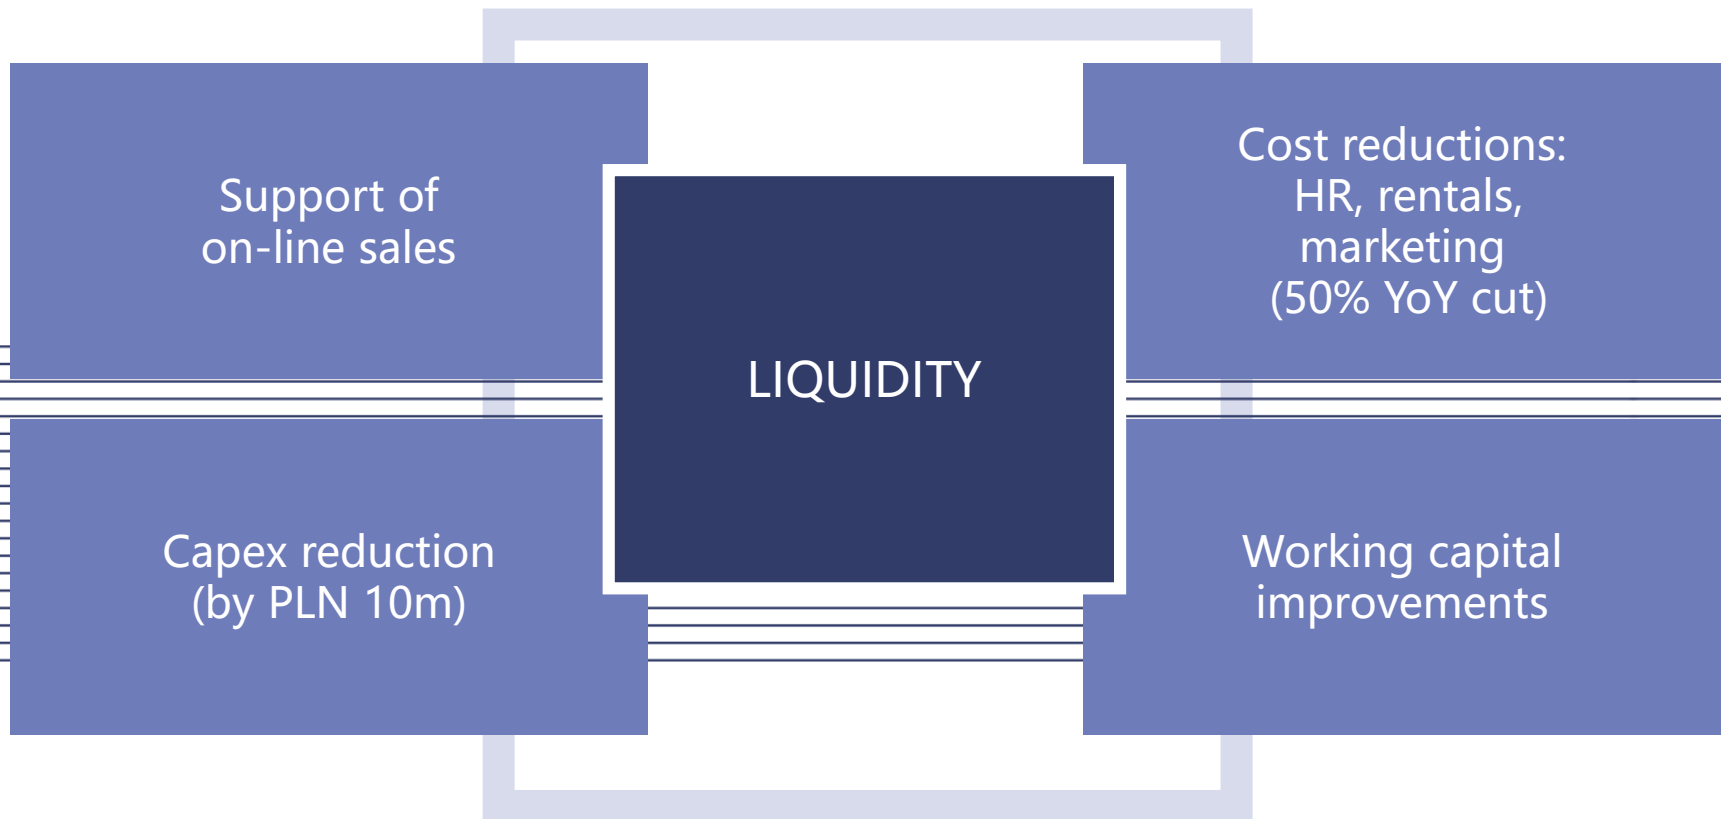 Support of
on-line sales
Cost reductions:
HR, rentals,
marketing
(50% YoY cut)
LIQUIDITY
Capex reduction
(by PLN 10m)
Working capital
improvements